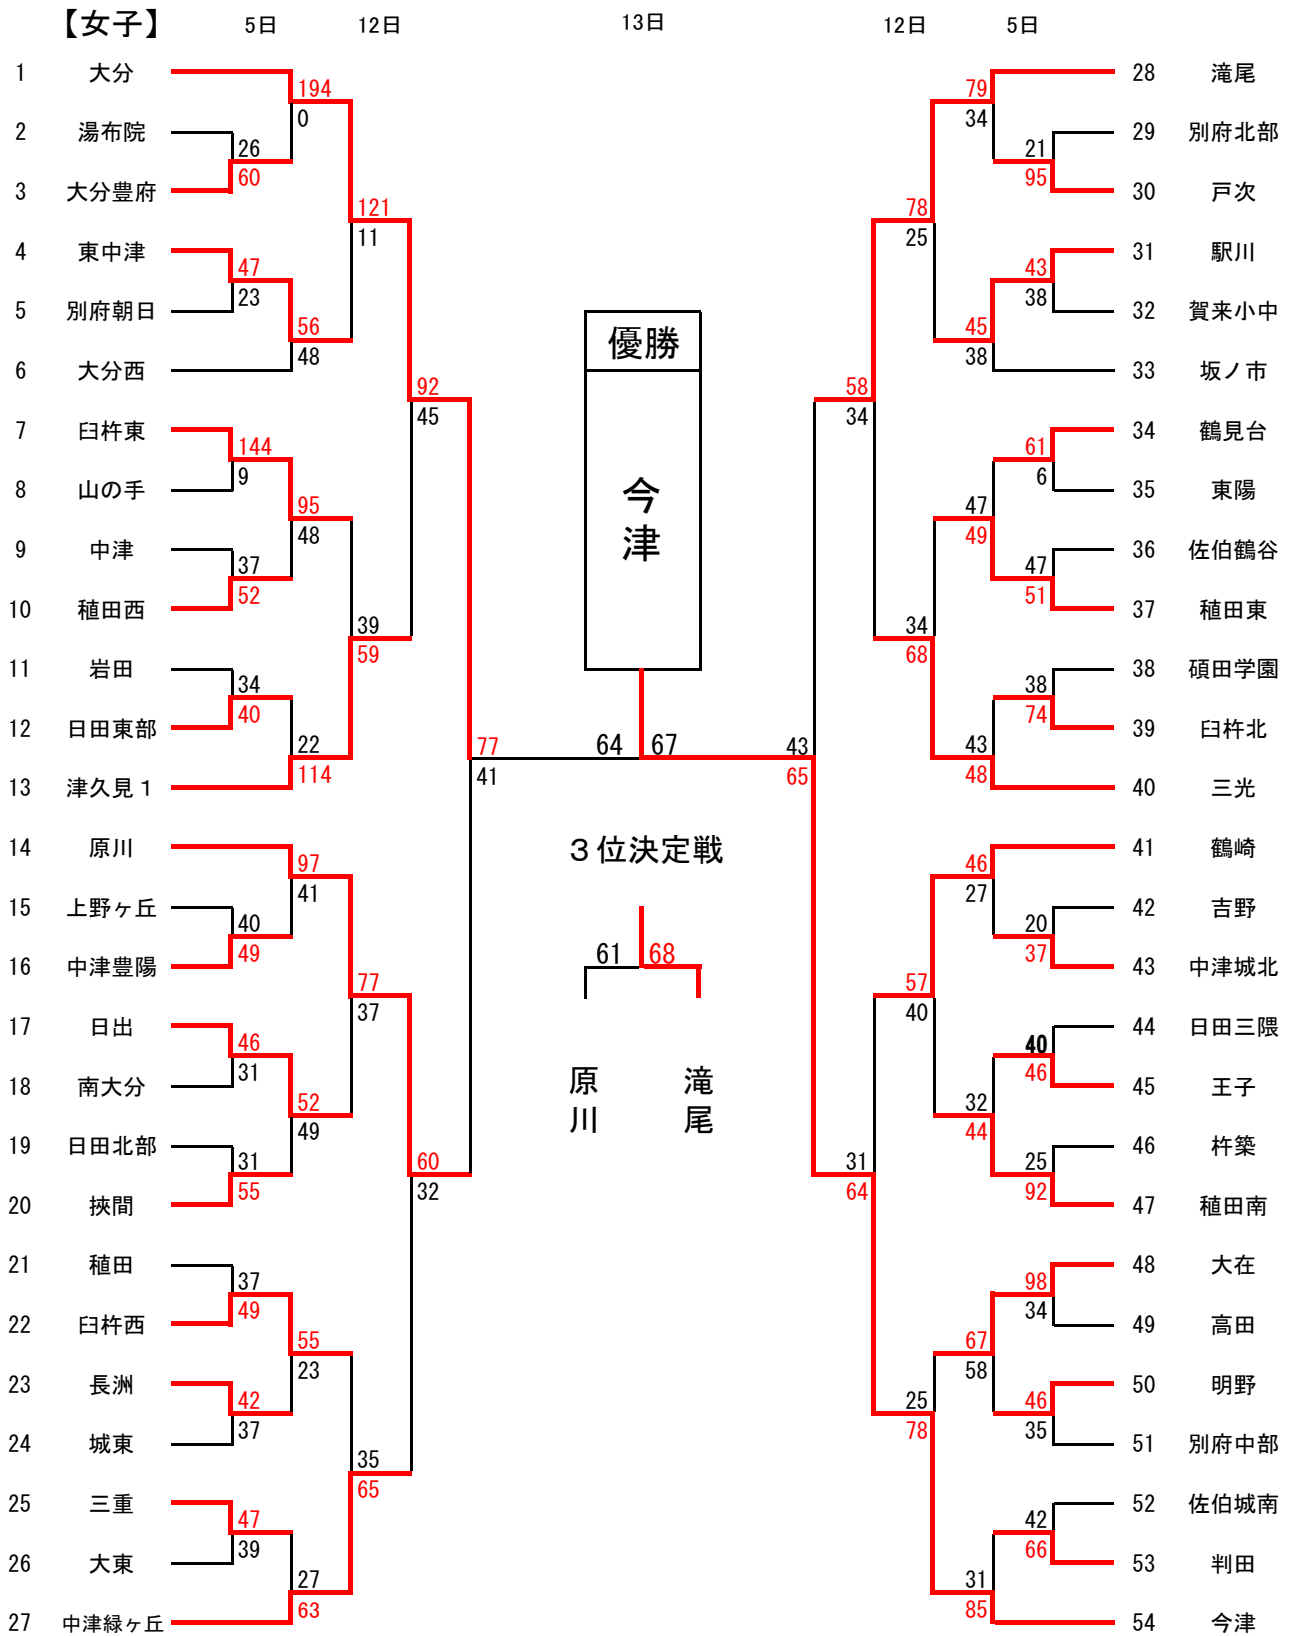 【女子】 5日 12日 13日 12日 5日
1 大分 194 79 28 滝尾
0 34
2 湯布院 26 21 29 別府北部
3 大分豊府 60 95 30 戸次
121 78
11 25
4 東中津 47 43 31 駅川
23 38
5 別府朝日 56 45 32 賀来小中
優勝
48 38
6 大分西 33 坂ノ市
92 58
45 34
7 臼杵東 144 61 34 鶴見台
9 6
8 山の手 95 47 35 東陽
今津
48 49
9 中津 37 47 36 佐伯鶴谷
10 稙田西 52 51 37 稙田東
39 34
59 68
11 岩田 34 38 38 碩田学園
12 日田東部 40 74 39 臼杵北
22 77 64 67 43 43
114 41 65 48
13 津久見1 40 三光
14 原川 97 3位決定戦 46 41 鶴崎
41 27
15 上野ヶ丘 40 20 42 吉野
16 中津豊陽 49 61 68 37 43 中津城北
77 57
37 40
17 日出 46 40 44 日田三隈
31 46
18 南大分 52 原川 滝尾 32 45 王子
49 44
19 日田北部 31 25 46 杵築
60 31
20 挾間 55 32 64 92 47 稙田南
21 稙田 37 98 48 大在
22 臼杵西 49 34 49 高田
55 67
23 58
23 長洲 42 25 46 50 明野
37 78 35
24 城東 51 別府中部
35
65
25 三重 47 42 52 佐伯城南
39 66
26 大東 27 31 53 判田
63 85
27 中津緑ヶ丘 54 今津